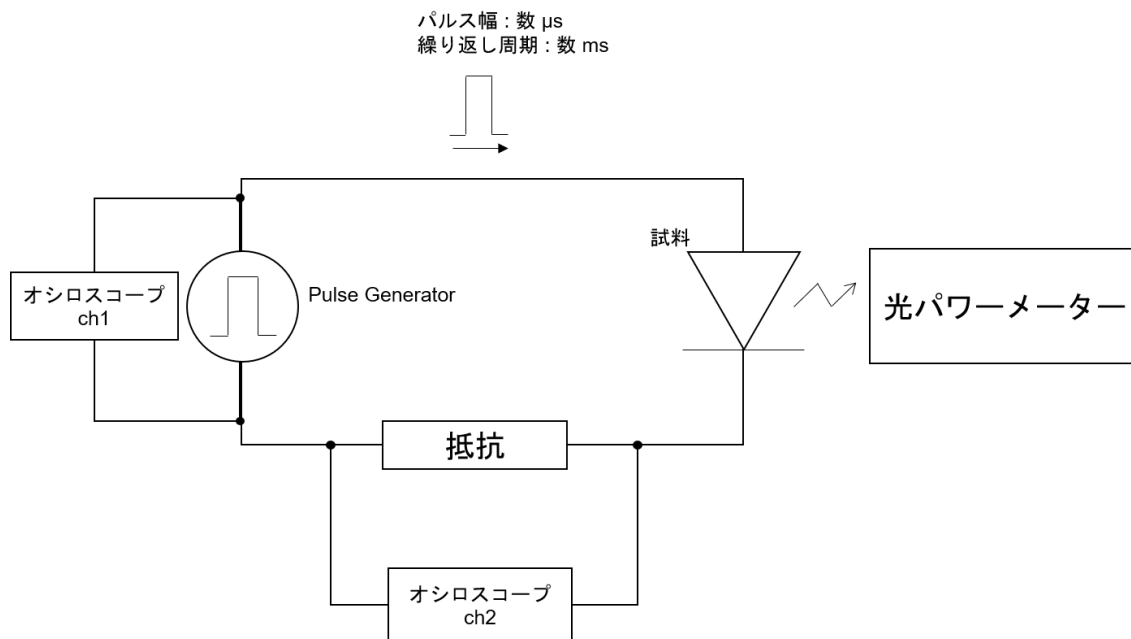 パルス幅 : 数 μs
繰り返し周期 : 数 ms
試料
オシロスコープ
ch1
Pulse Generator
光パワーメーター
抵抗
オシロスコープ
ch2